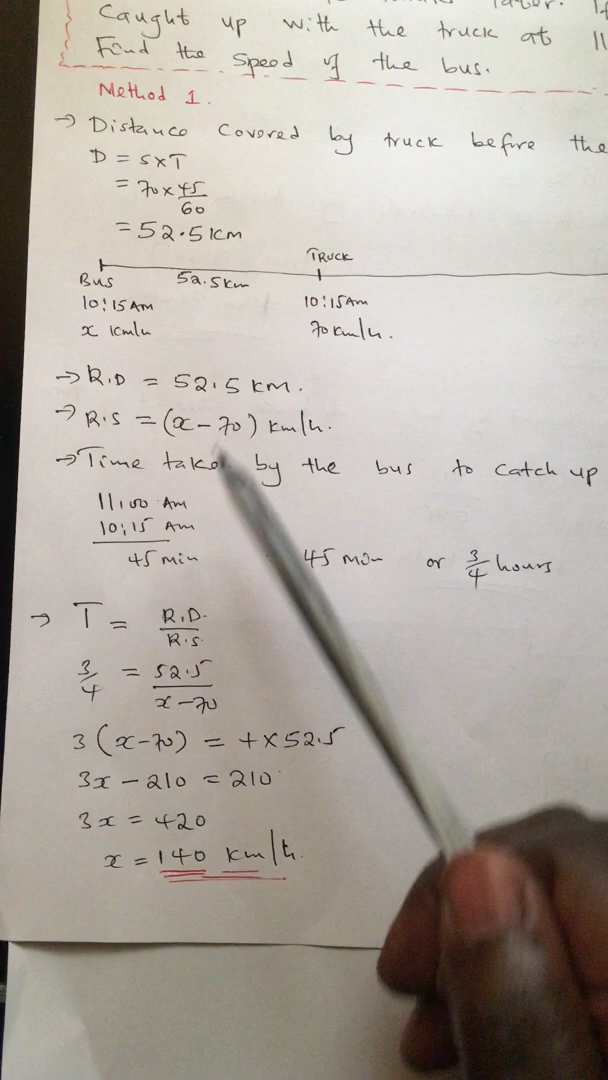 later. If
Caught up with the truck at 11
Find the speed of the bus.
Method 1.
→ Distance covered by truck before the
D = S×T
= 70 × 45/60
= 52.5 km
TRUCK
Bus 52.5km 10:15 AM
10:15 AM 70 km/h.
x km/h
→ R.D = 52.5 km.
→ R.S = (x - 70) km/h.
→ Time taken by the bus to catch up
11:00 AM
10:15 AM
45 min 45 min or 3/4 hours
→ T = R.D./R.S.
3/4 = 52.5/x-70
3(x-70) = 4×52.5
3x - 210 = 210
3x = 420
x = 140 km/h.